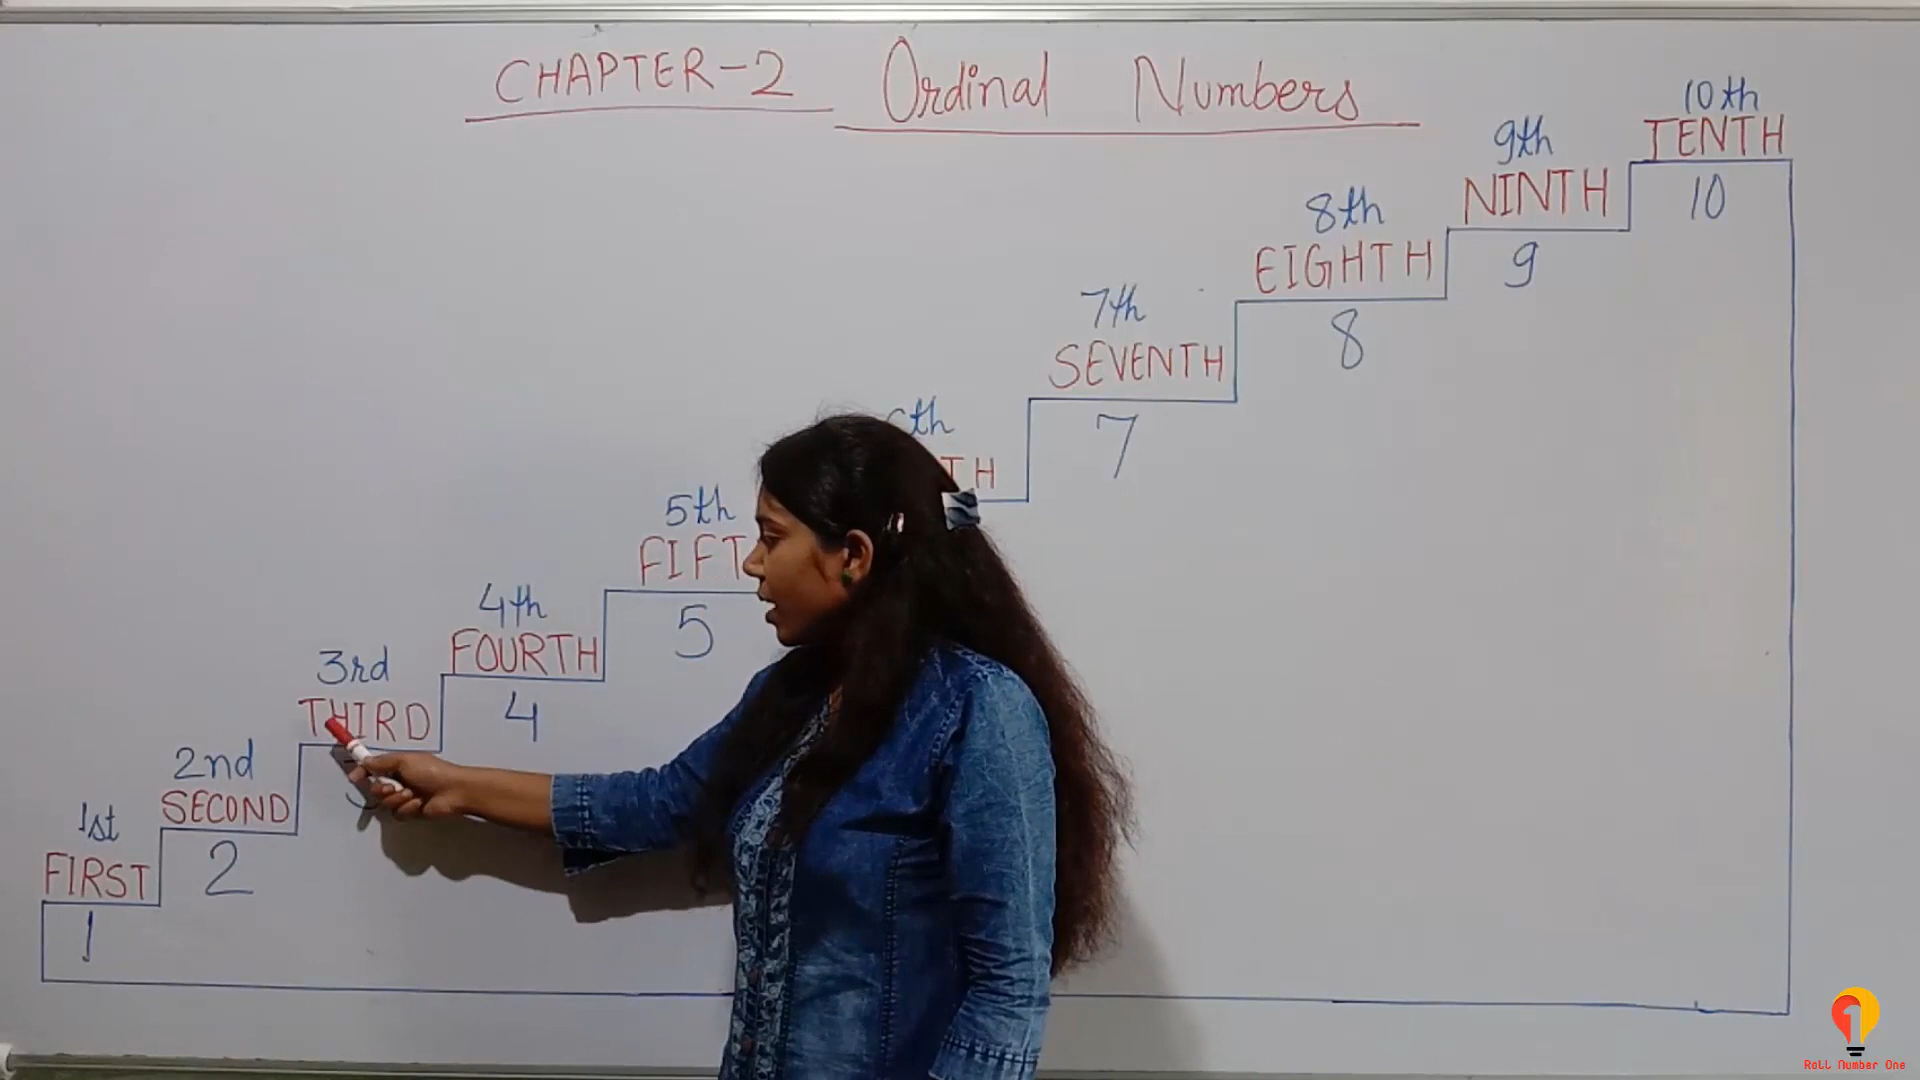 CHAPTER-2 Ordinal Numbers
10th
TENTH
10
9th
NINTH
9
8th
EIGHTH
8
7th
SEVENTH
7
5th
5
4th
FOURTH
4
3rd
THIRD
2nd
SECOND
2
1st
FIRST
1
Roll Number One